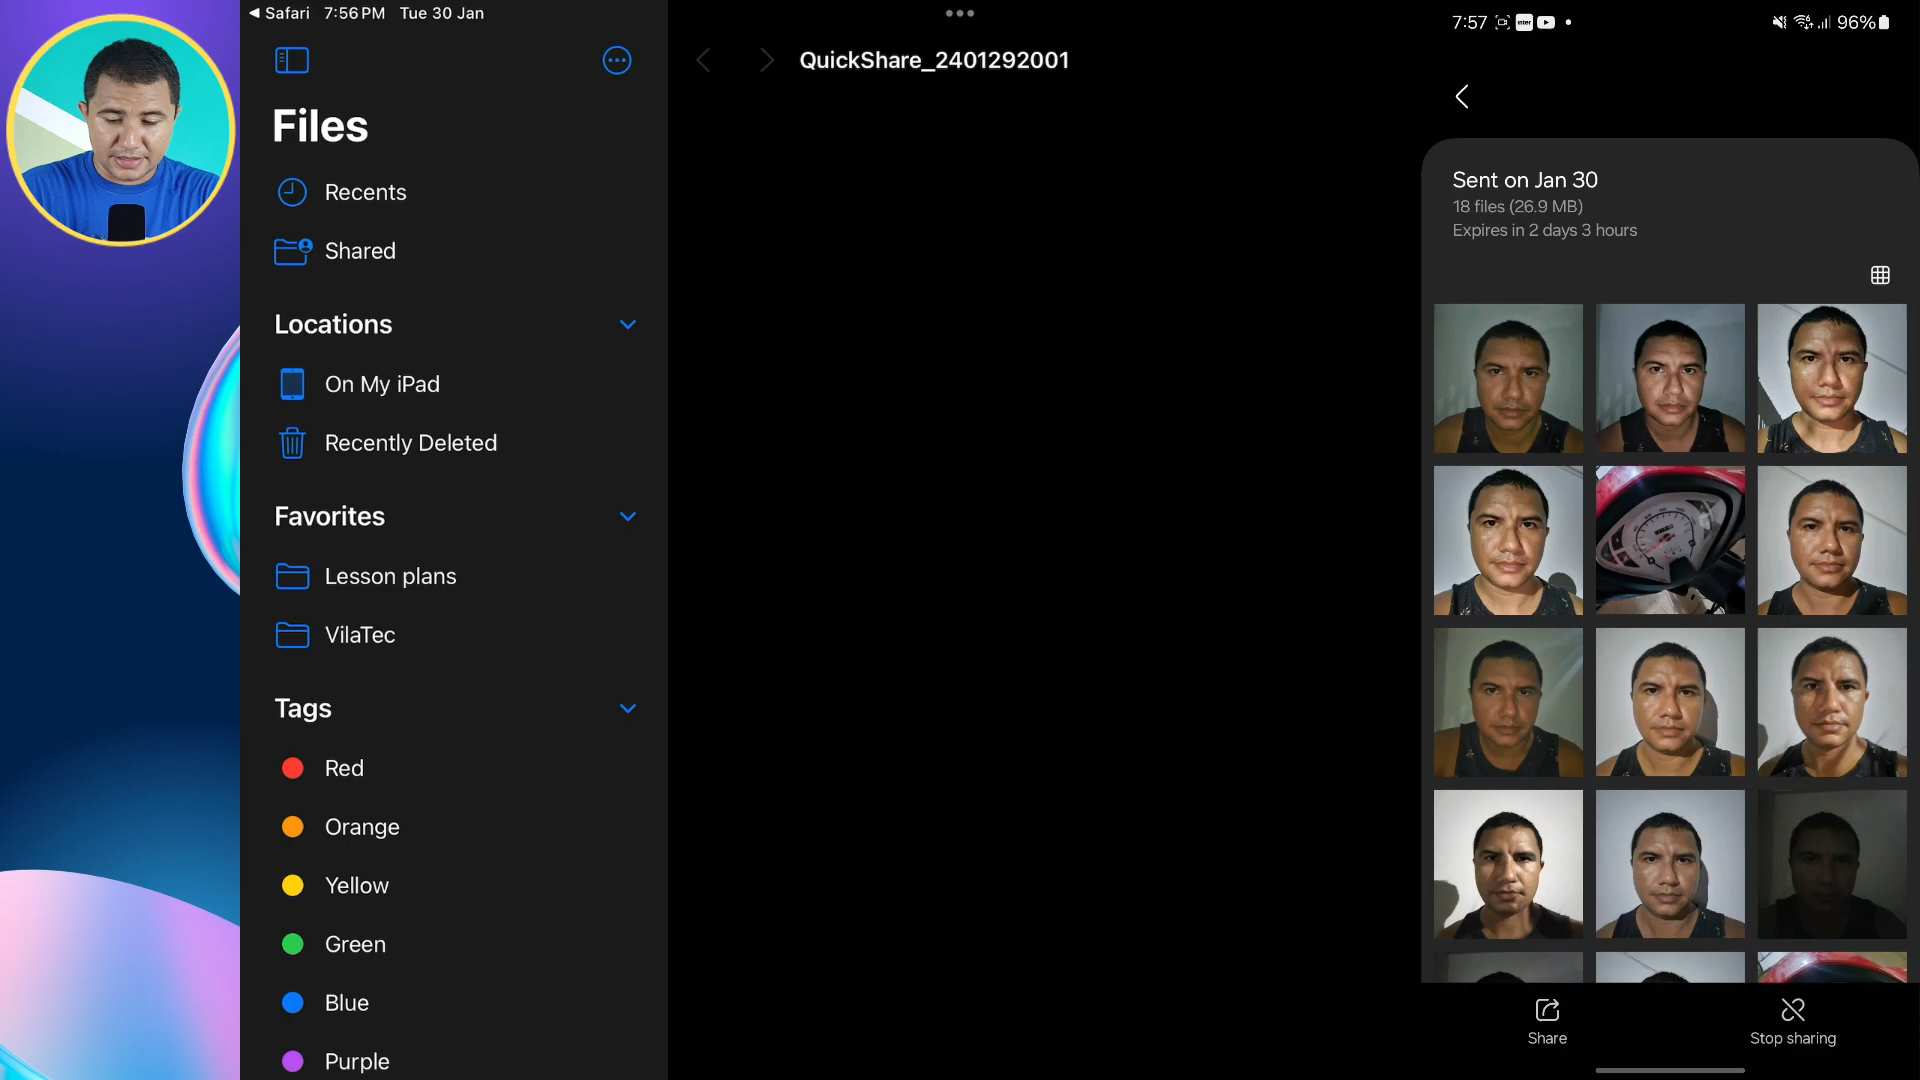 Safari 7:56 PM Tue 30 Jan
Files
Recents
Shared
Locations
On My iPad
Recently Deleted
Favorites
Lesson plans
VilaTec
Tags
Red
Orange
Yellow
Green
Blue
Purple
QuickShare_2401292001
7:57
96%
Sent on Jan 30
18 files (26.9 MB)
Expires in 2 days 3 hours
Share
Stop sharing